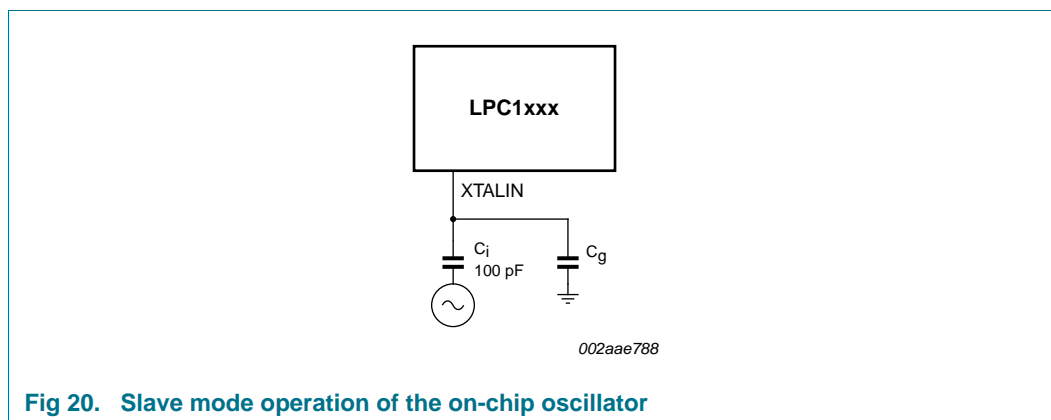 LPC1xxx
XTALIN
Ci
100 pF
Cg
002aae788
Fig 20. Slave mode operation of the on-chip oscillator